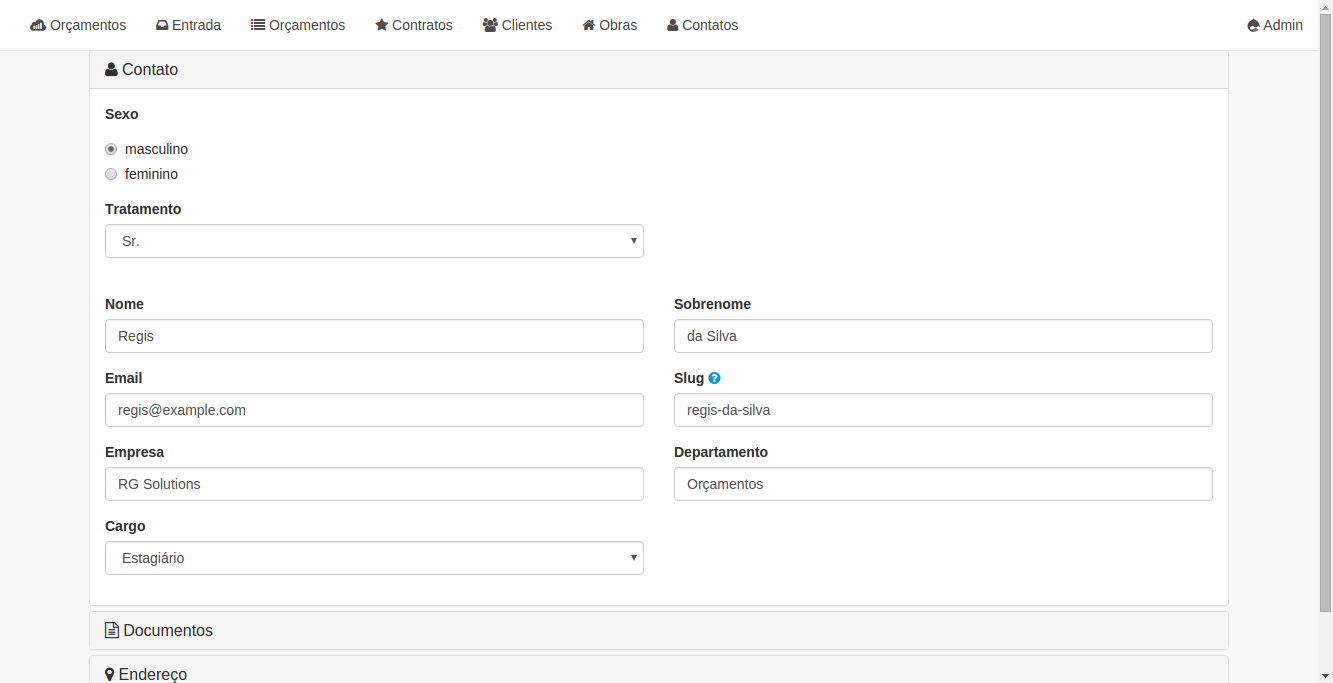 Orçamentos Entrada Orçamentos Contratos Clientes Obras Contatos Admin
Contato
Sexo
masculino
feminino
Tratamento
Sr.
Nome Sobrenome
Regis da Silva
Email Slug ?
regis@example.com regis-da-silva
Empresa Departamento
RG Solutions Orçamentos
Cargo
Estagiário
Documentos
Endereço